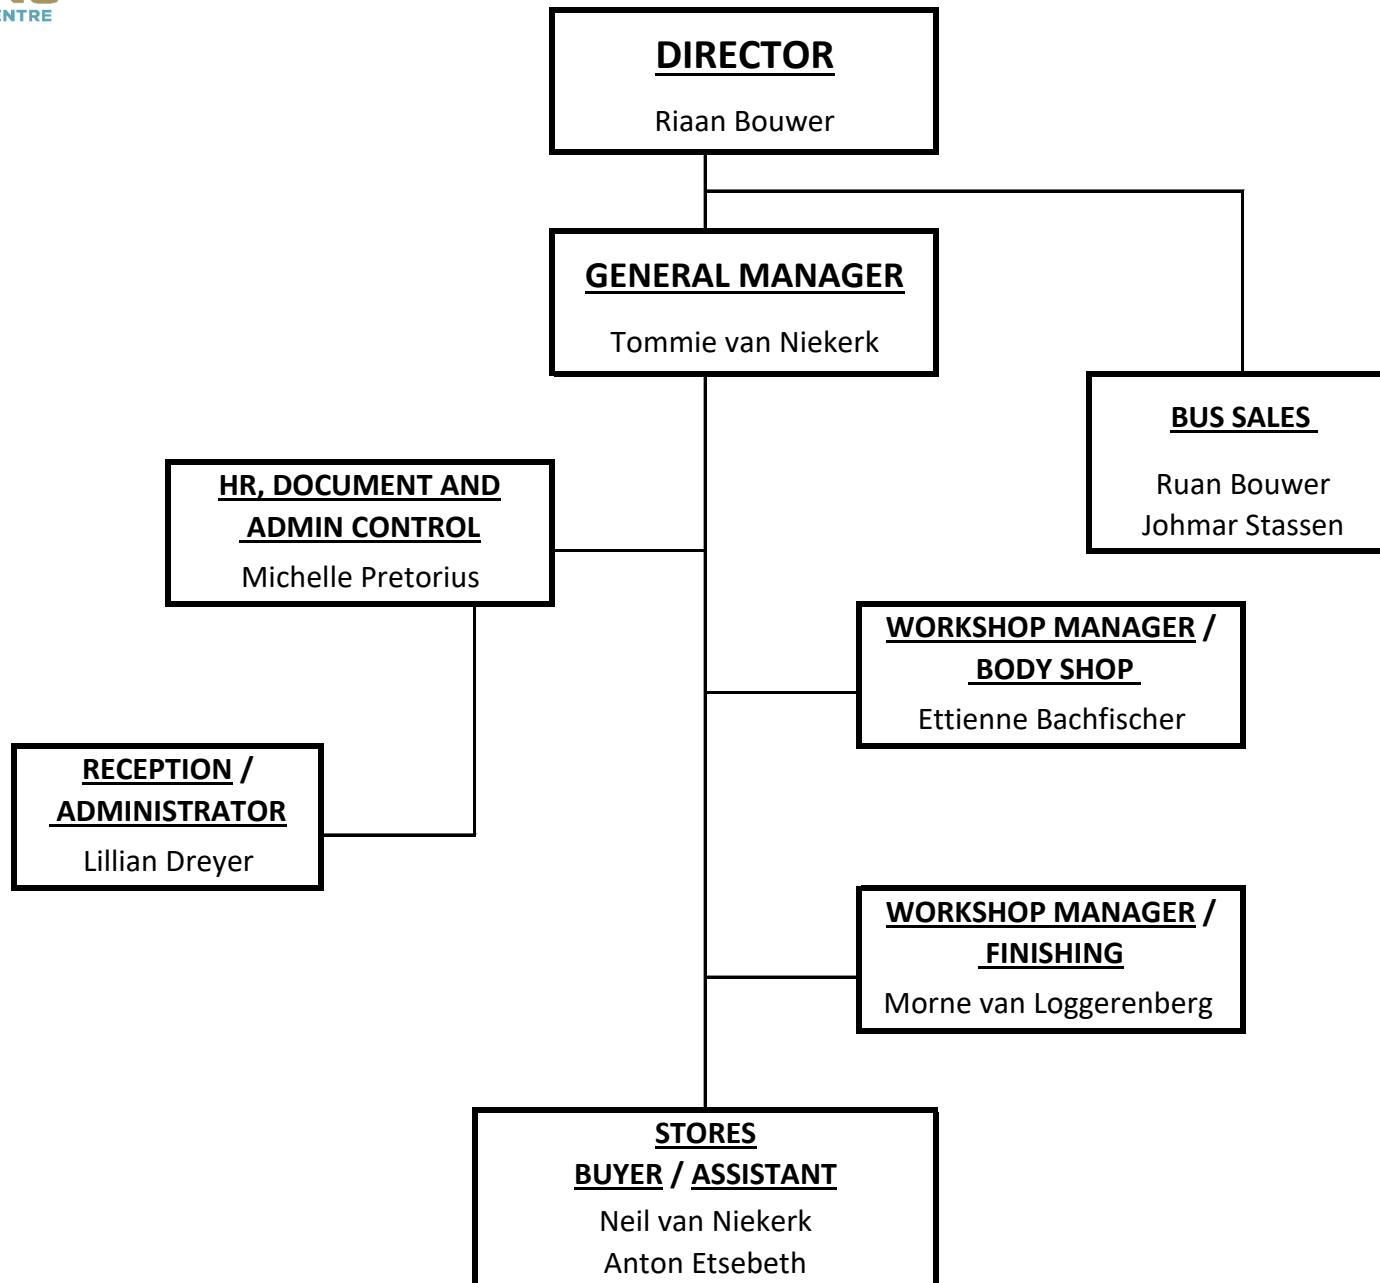 ENTRE
DIRECTOR
Riaan Bouwer
GENERAL MANAGER
Tommie van Niekerk
BUS SALES
Ruan Bouwer
Johmar Stassen
HR, DOCUMENT AND
ADMIN CONTROL
Michelle Pretorius
WORKSHOP MANAGER /
BODY SHOP
Ettienne Bachfischer
RECEPTION /
ADMINISTRATOR
Lillian Dreyer
WORKSHOP MANAGER /
FINISHING
Morne van Loggerenberg
STORES
BUYER / ASSISTANT
Neil van Niekerk
Anton Etsebeth